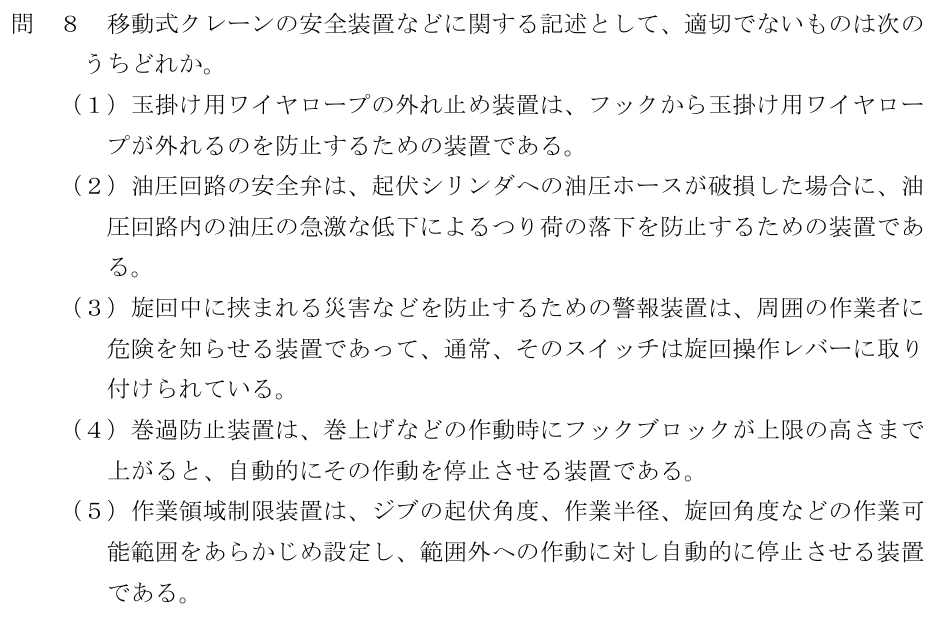 問　８　移動式クレーンの安全装置などに関する記述として、適切でないものは次の
うちどれか。
（１）玉掛け用ワイヤロープの外れ止め装置は、フックから玉掛け用ワイヤロー
プが外れるのを防止するための装置である。
（２）油圧回路の安全弁は、起伏シリンダへの油圧ホースが破損した場合に、油
圧回路内の油圧の急激な低下によるつり荷の落下を防止するための装置であ
る。
（３）旋回中に挟まれる災害などを防止するための警報装置は、周囲の作業者に
危険を知らせる装置であって、通常、そのスイッチは旋回操作レバーに取り
付けられている。
（４）巻過防止装置は、巻上げなどの作動時にフックブロックが上限の高さまで
上がると、自動的にその作動を停止させる装置である。
（５）作業領域制限装置は、ジブの起伏角度、作業半径、旋回角度などの作業可
能範囲をあらかじめ設定し、範囲外への作動に対し自動的に停止させる装置
である。